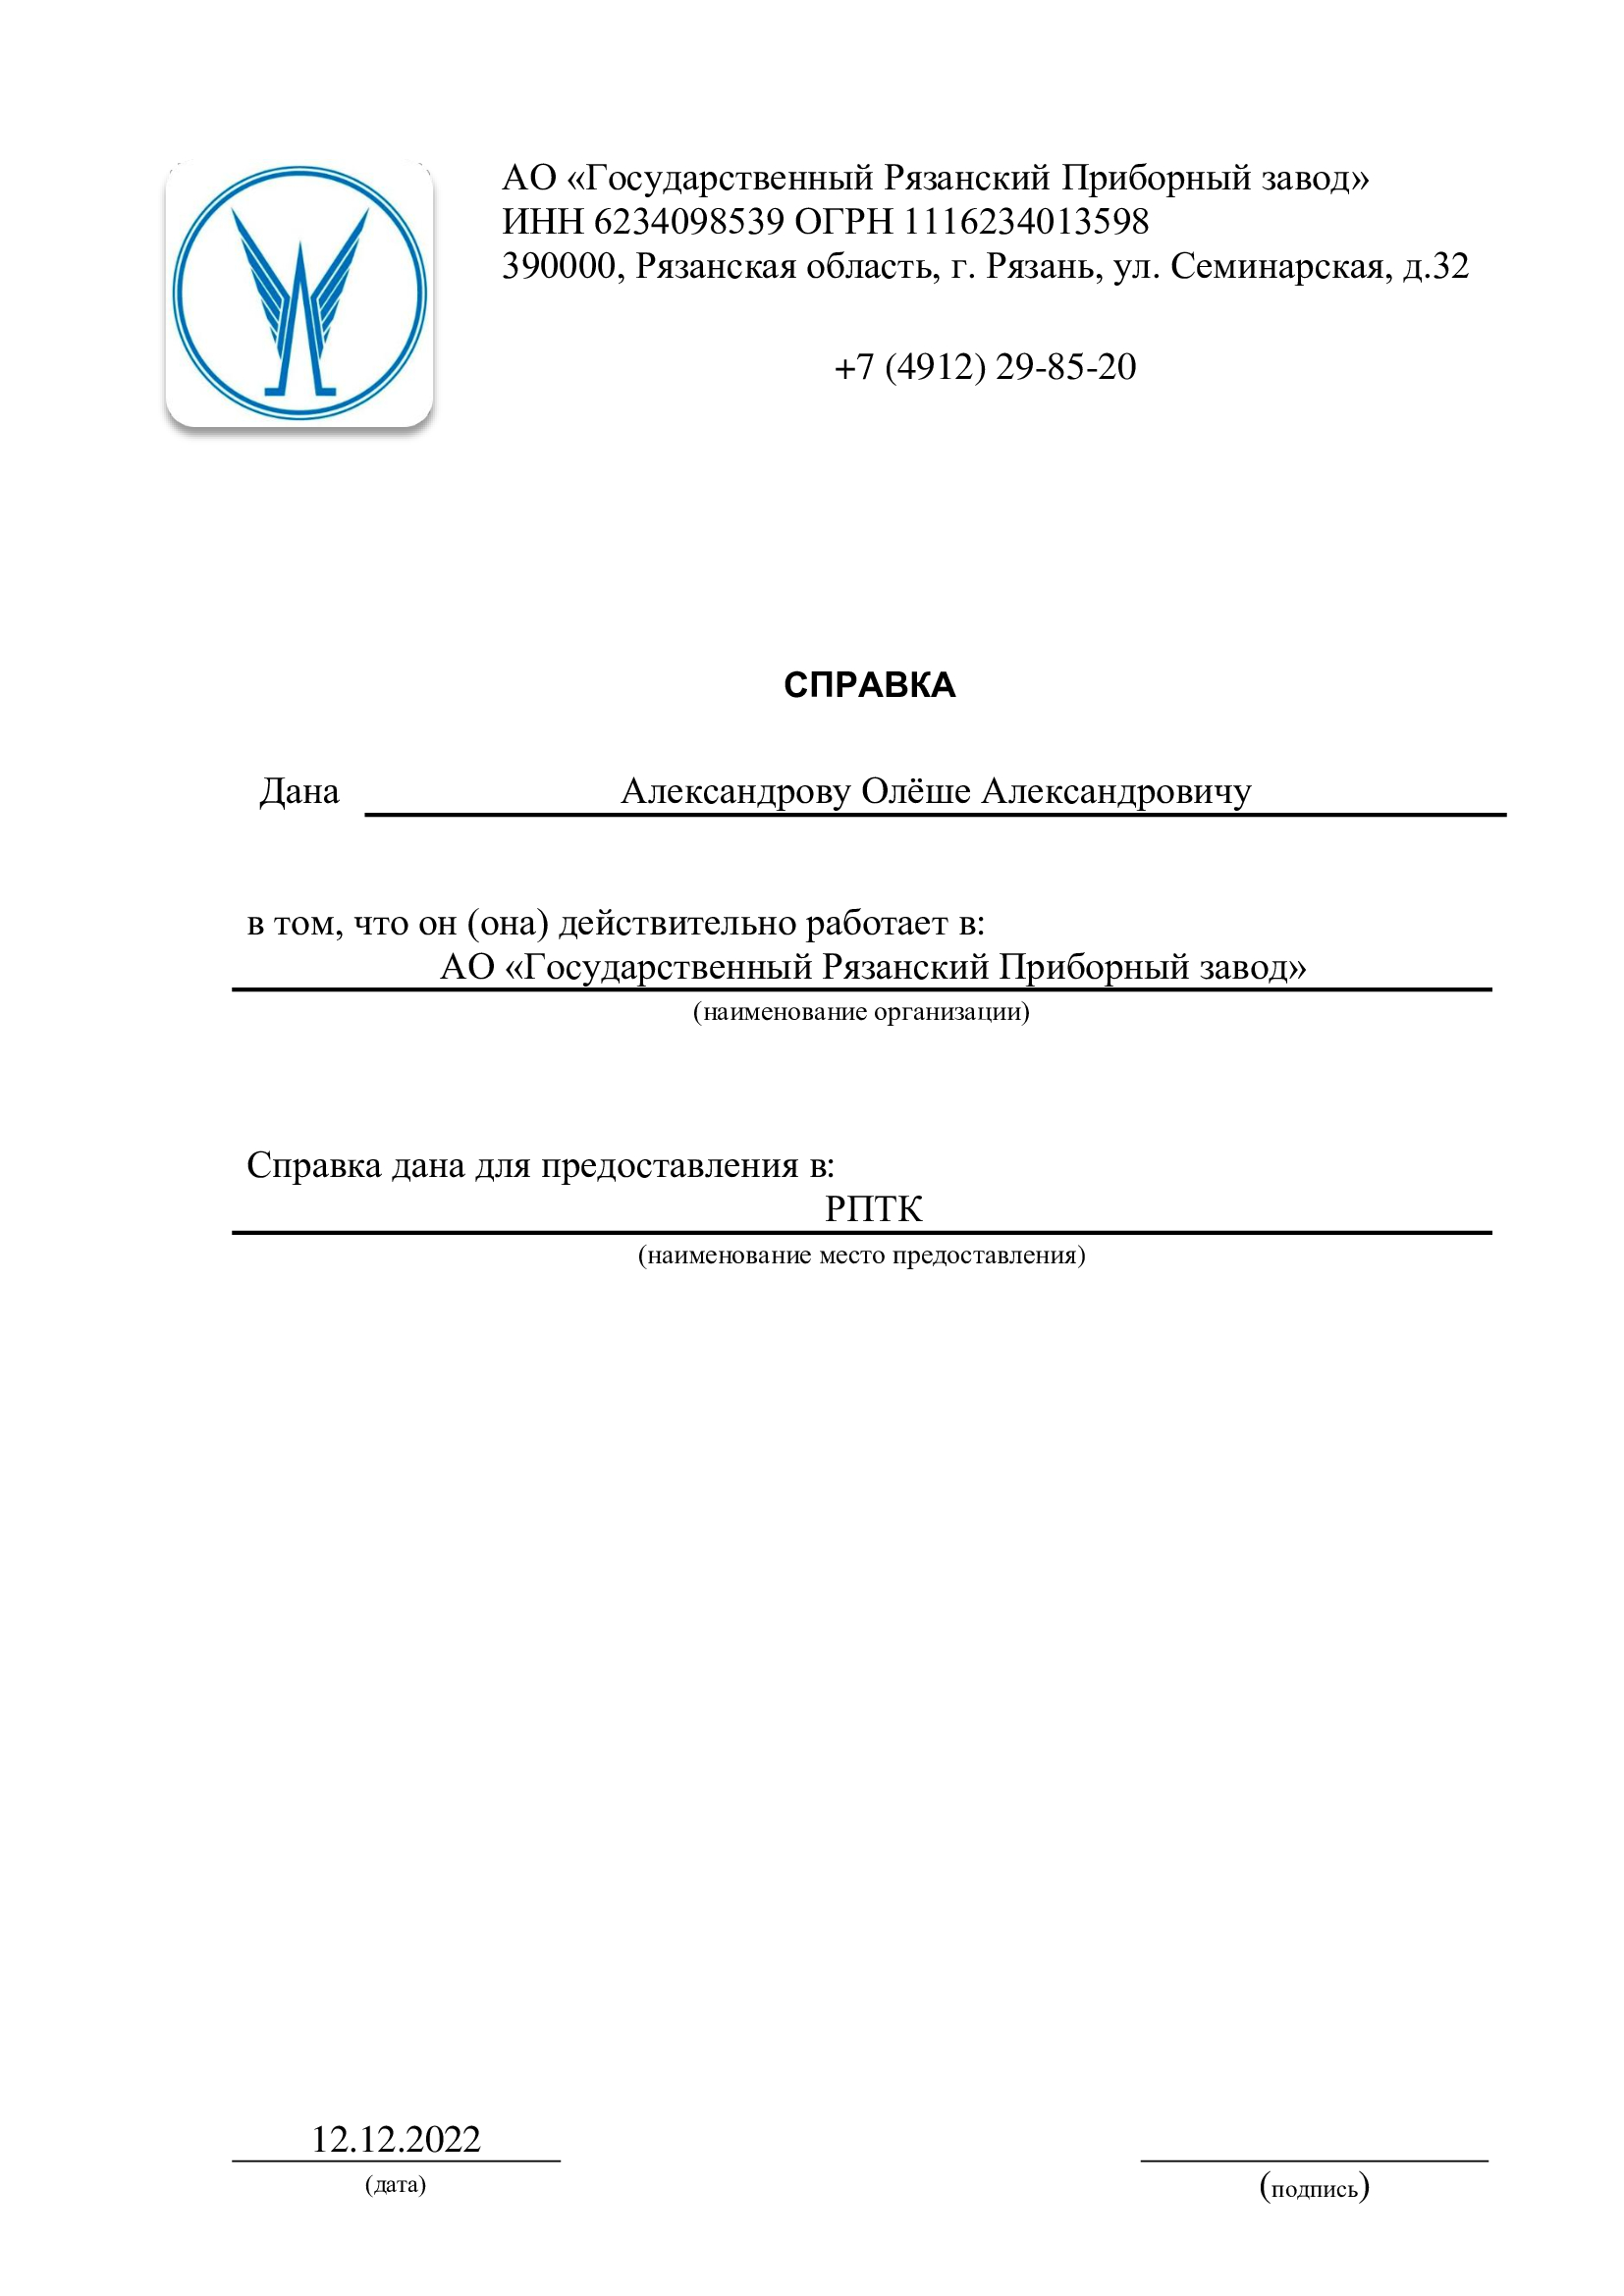 АО «Государственный Рязанский Приборный завод»
ИНН 6234098539 ОГРН 1116234013598
390000, Рязанская область, г. Рязань, ул. Семинарская, д.32
+7 (4912) 29-85-20
СПРАВКА
Дана Александрову Олёше Александровичу
в том, что он (она) действительно работает в:
АО «Государственный Рязанский Приборный завод»
(наименование организации)
Справка дана для предоставления в:
РПТК
(наименование место предоставления)
12.12.2022
(дата)
(подпись)